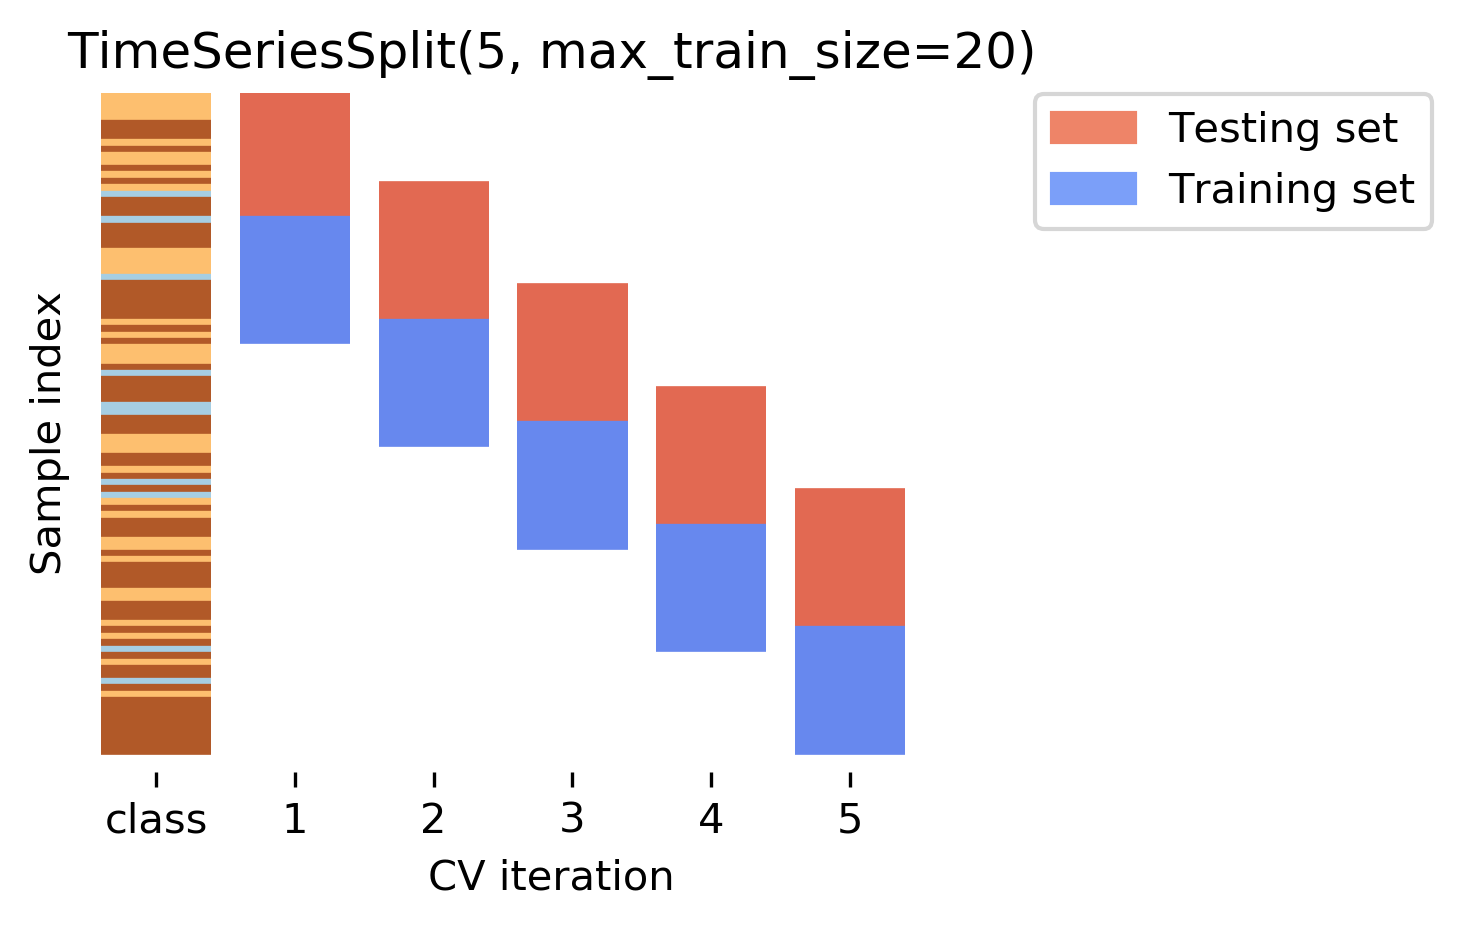 TimeSeriesSplit(5, max_train_size=20)
Testing set
Training set
Sample index
class 1 2 3 4 5
CV iteration